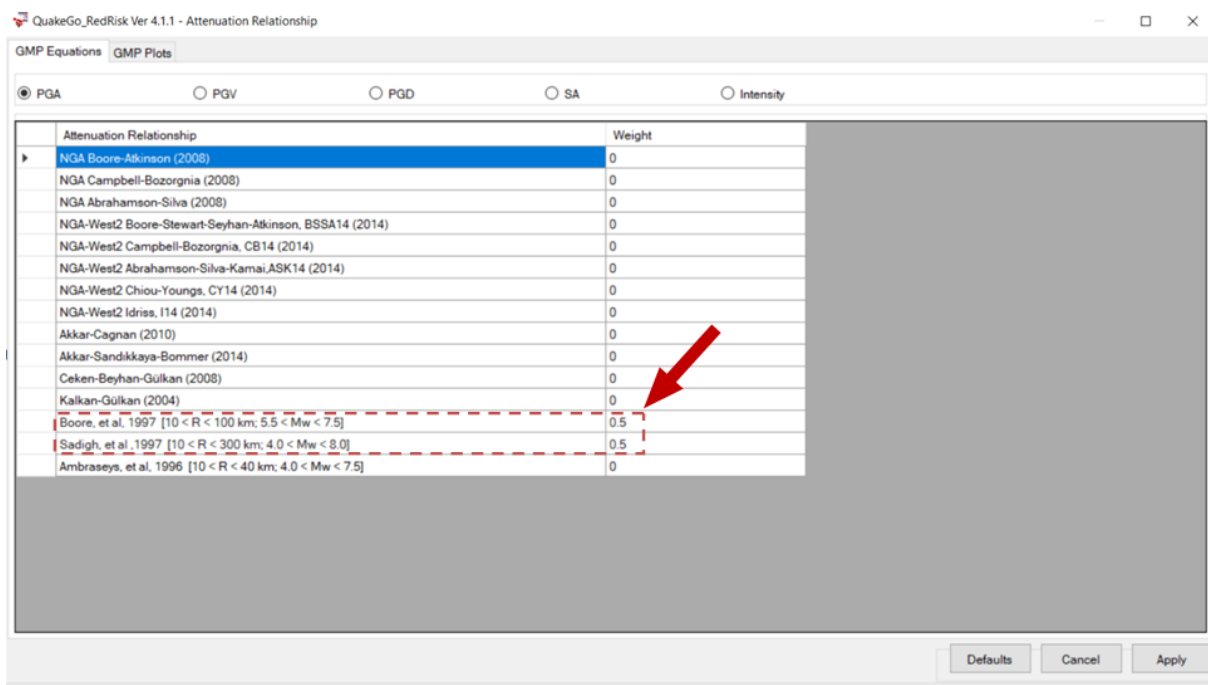 QuakeGo_RedRisk Ver 4.1.1 - Attenuation Relationship
GMP Equations GMP Plots
PGA PGV PGD SA Intensity
Attenuation Relationship Weight
NGA Boore-Atkinson (2008) 0
NGA Campbell-Bozorgnia (2008) 0
NGA Abrahamson-Silva (2008) 0
NGA-West2 Boore-Stewart-Seyhan-Atkinson, BSSA14 (2014) 0
NGA-West2 Campbell-Bozorgnia, CB14 (2014) 0
NGA-West2 Abrahamson-Silva-Kamai,ASK14 (2014) 0
NGA-West2 Chiou-Youngs, CY14 (2014) 0
NGA-West2 Idriss, I14 (2014) 0
Akkar-Cagnan (2010) 0
Akkar-Sandıkkaya-Bommer (2014) 0
Ceken-Beyhan-Gülkan (2008) 0
Kalkan-Gülkan (2004) 0
Boore, et al, 1997 [10 < R < 100 km; 5.5 < Mw < 7.5] 0.5
Sadigh, et al ,1997 [10 < R < 300 km; 4.0 < Mw < 8.0] 0.5
Ambraseys, et al, 1996 [10 < R < 40 km; 4.0 < Mw < 7.5] 0
Defaults Cancel Apply